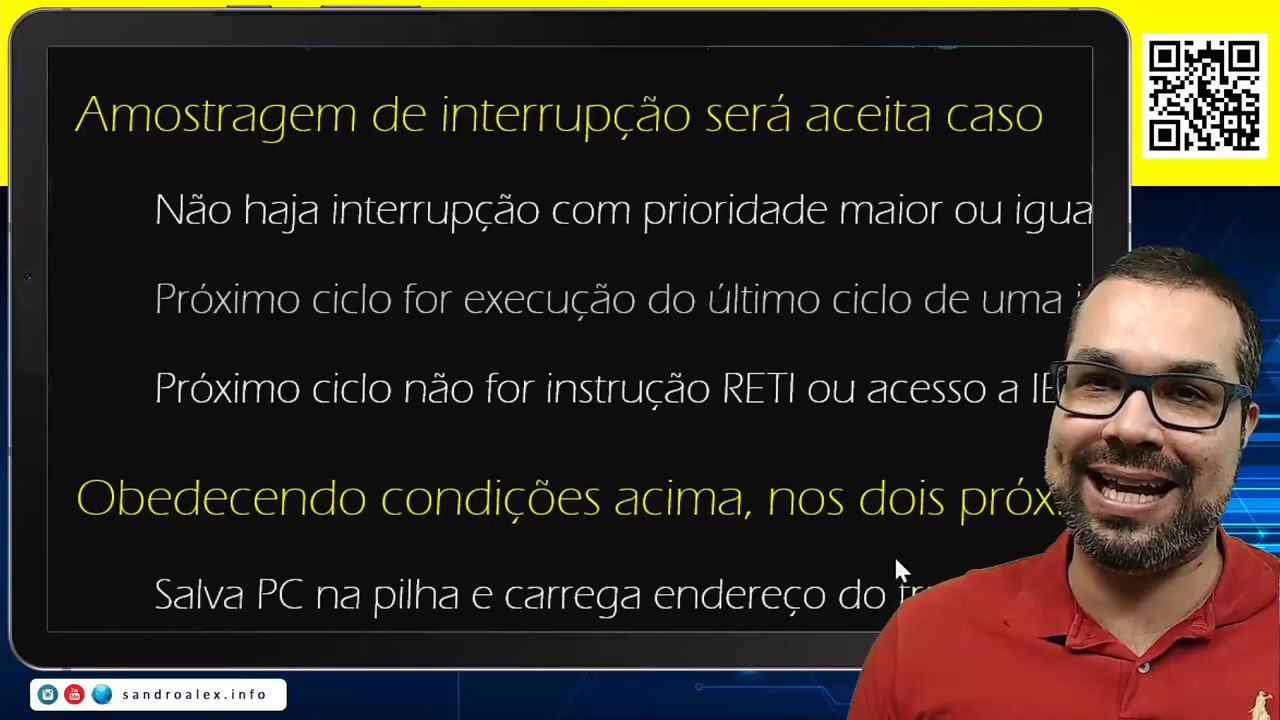 Amostragem de interrupção será aceita caso
Não haja interrupção com prioridade maior ou igua
Próximo ciclo for execução do último ciclo de uma
Próximo ciclo não for instrução RETI ou acesso a
Obedecendo condições acima, nos dois
Salva PC na pilha e carrega endereço do
sandroalex.info